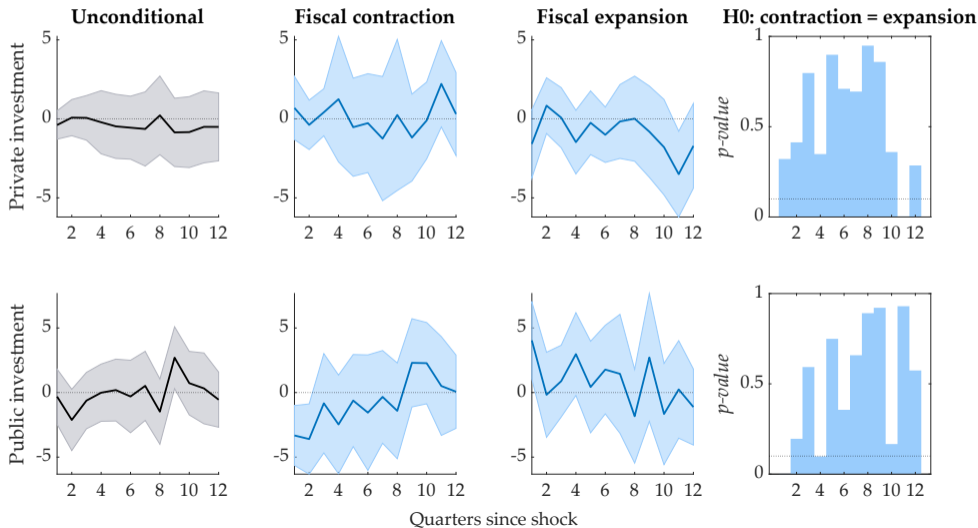 Unconditional
Fiscal contraction
Fiscal expansion
H0: contraction = expansion
Private investment
5
0
-5
2 4 6 8 10 12
5
0
-5
2 4 6 8 10 12
5
0
-5
2 4 6 8 10 12
p-value
1
0.5
0
2 4 6 8 10 12
Public investment
5
0
-5
2 4 6 8 10 12
5
0
-5
2 4 6 8 10 12
5
0
-5
2 4 6 8 10 12
p-value
1
0.5
0
2 4 6 8 10 12
Quarters since shock